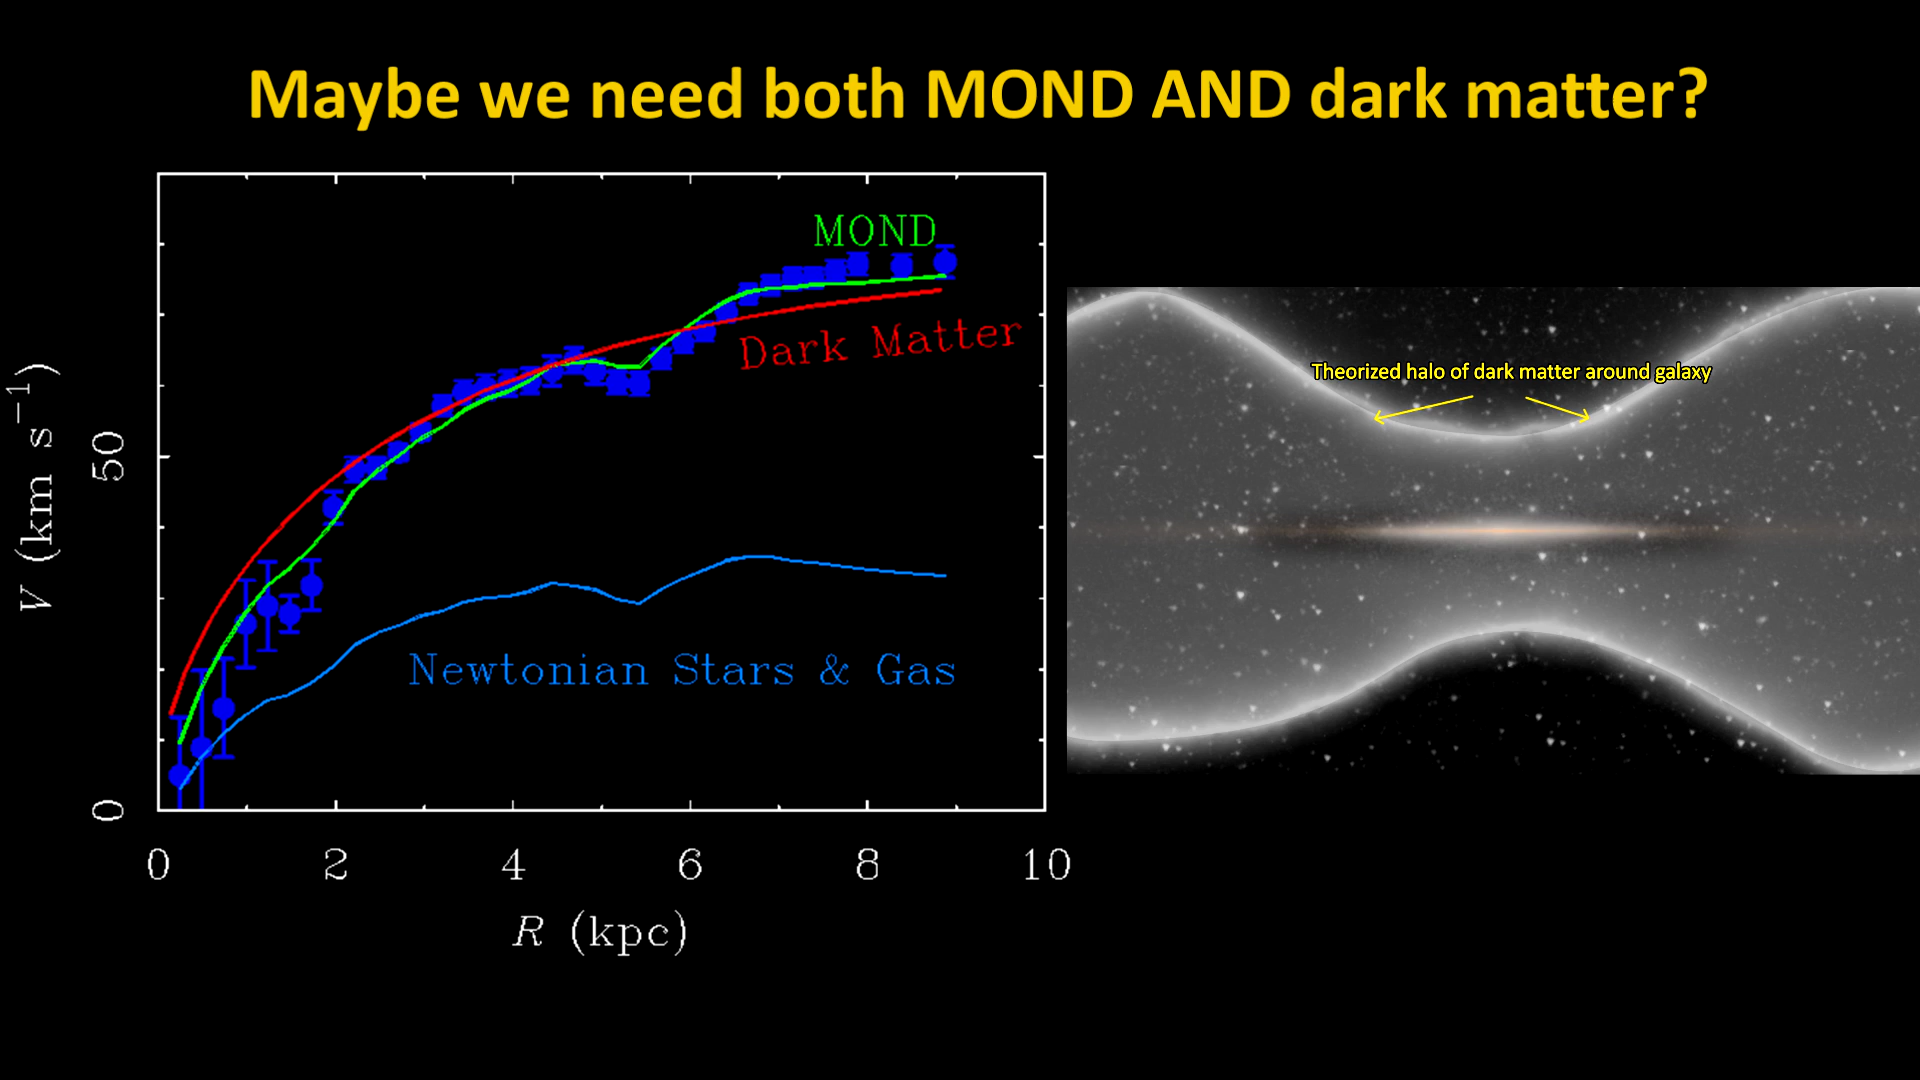 Maybe we need both MOND AND dark matter?
MOND
Dark Matter
Newtonian Stars & Gas
V (km s⁻¹)
50
0
0 2 4 6 8 10
R (kpc)
Theorized halo of dark matter around galaxy